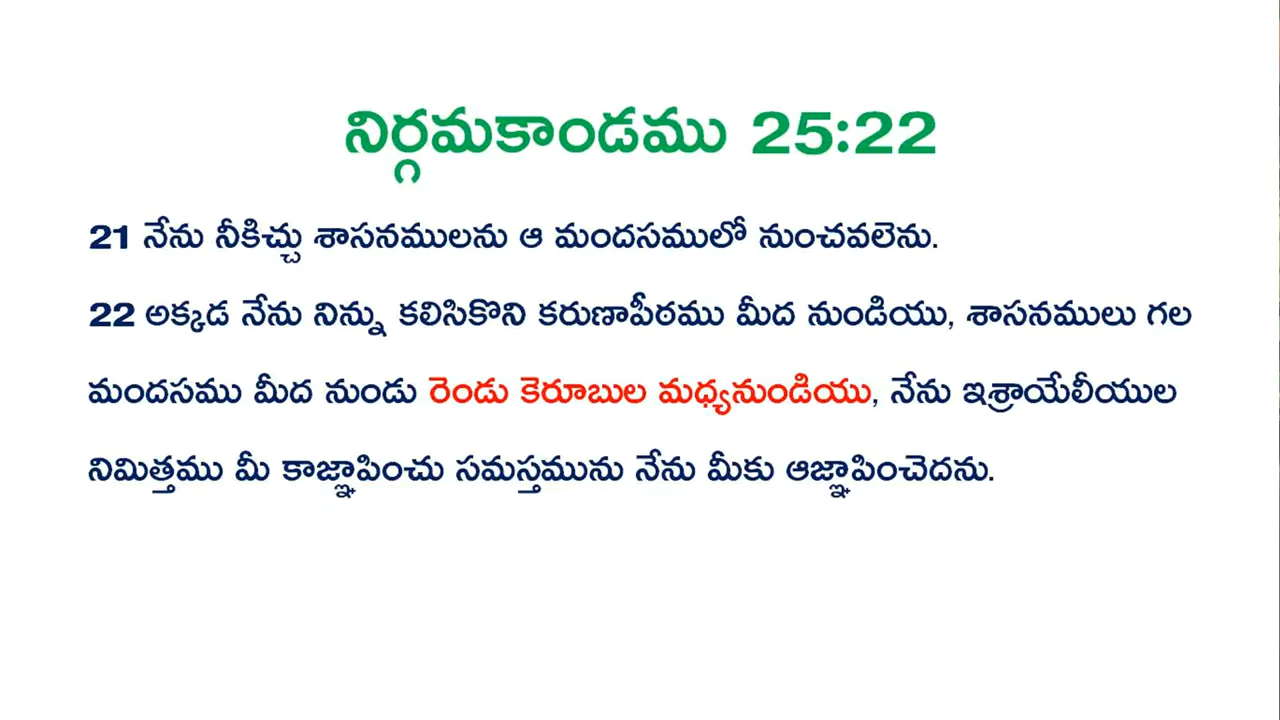 నిర్గమకాండము 25:22
21 నేను నీకిచ్చు శాసనములను ఆ మందసములో నుంచవలెను.
22 అక్కడ నేను నిన్ను కలిసికొని కరుణాపీఠము మీద నుండియు, శాసనములు గల
మందసము మీద నుండు రెండు కెరూబుల మధ్యనుండియు, నేను ఇశ్రాయేలీయుల
నిమిత్తము మీ కాజ్ఞాపించు సమస్తమును నేను మీకు ఆజ్ఞాపించెదను.